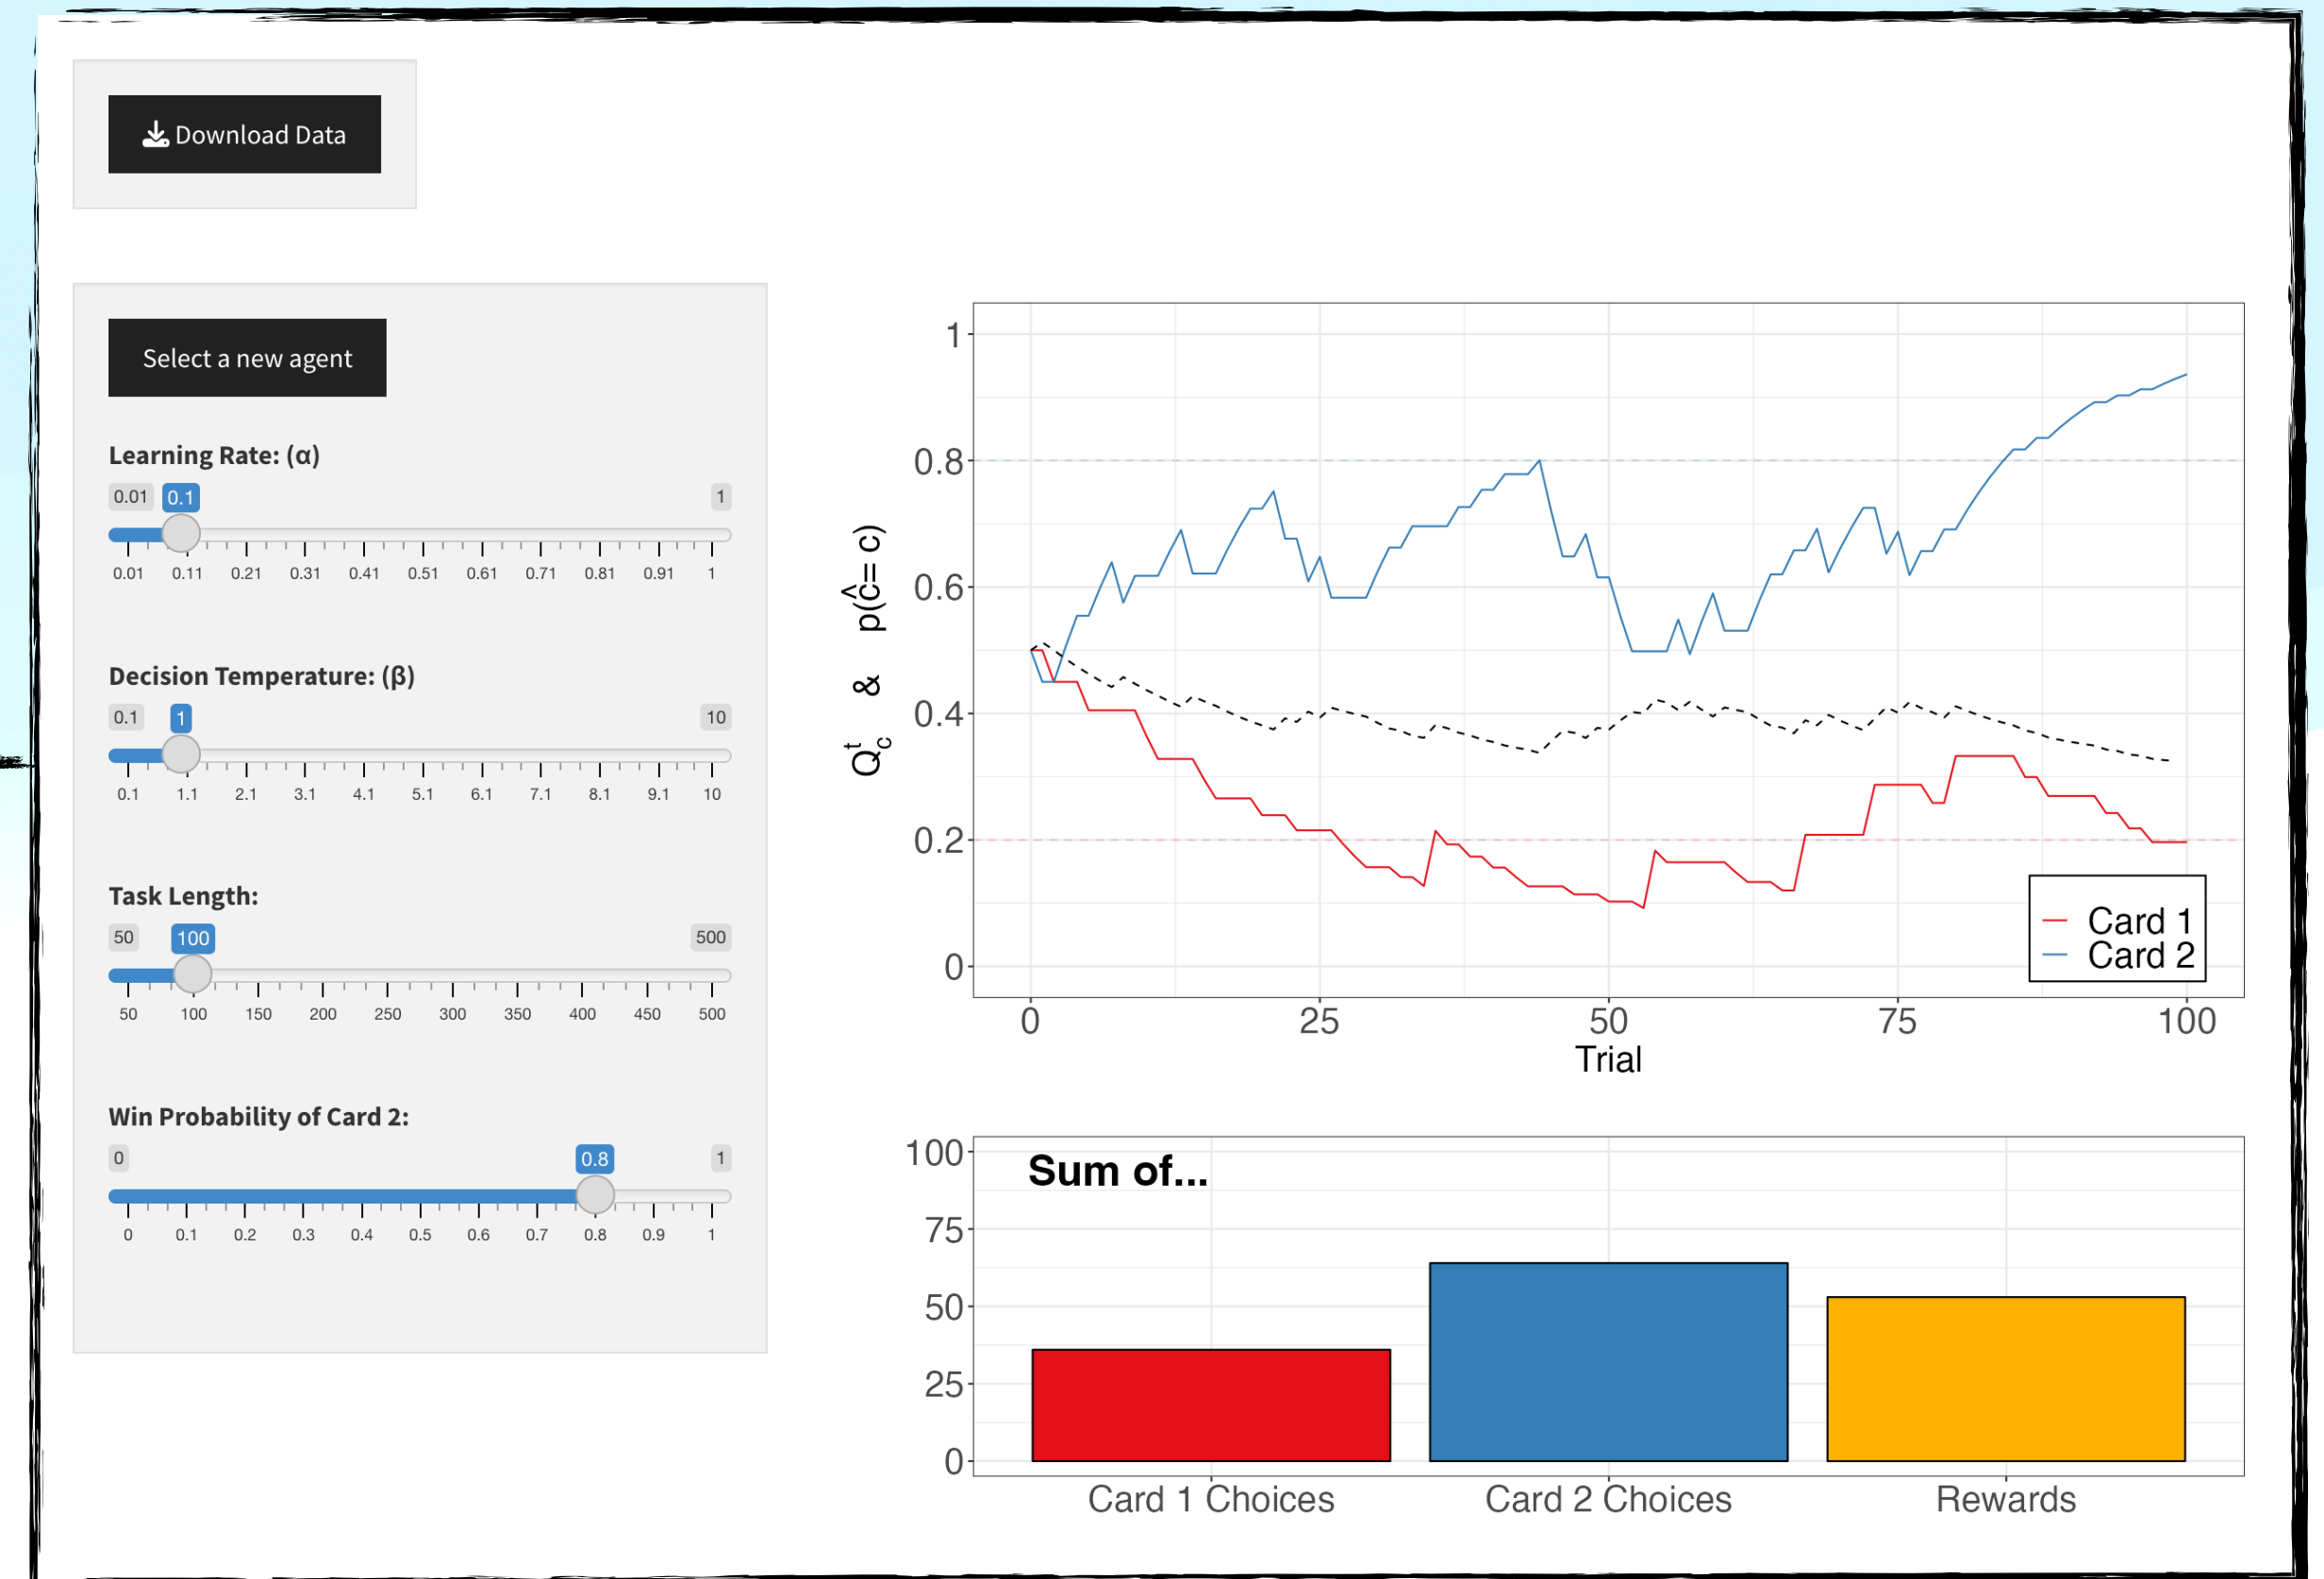 Download Data
Select a new agent
Learning Rate: (α)
0.01 0.1 1
0.01 0.11 0.21 0.31 0.41 0.51 0.61 0.71 0.81 0.91 1
Decision Temperature: (β)
0.1 1 10
0.1 1.1 2.1 3.1 4.1 5.1 6.1 7.1 8.1 9.1 10
Task Length:
50 100 500
50 100 150 200 250 300 350 400 450 500
Win Probability of Card 2:
0 0.8 1
0 0.1 0.2 0.3 0.4 0.5 0.6 0.7 0.8 0.9 1
Q_c^t & p(ĉ= c)
1
0.8
0.6
0.4
0.2
0
Card 1
Card 2
0 25 50 75 100
Trial
100
75
50
25
0
Sum of...
Card 1 Choices Card 2 Choices Rewards